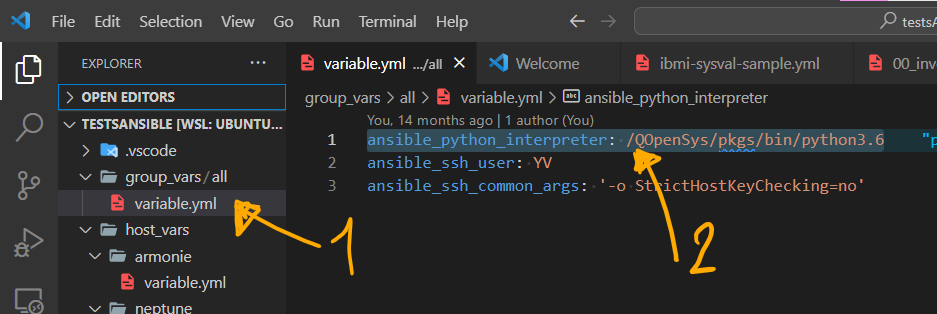 File Edit Selection View Go Run Terminal Help testsA
EXPLORER ...
OPEN EDITORS
TESTSANSIBLE [WSL: UBUNTU...
.vscode
group_vars/all
variable.yml
host_vars
armonie
variable.yml
neptune
variable.yml .../all Welcome ibmi-sysval-sample.yml 00_inv
group_vars > all > variable.yml > ansible_python_interpreter
You, 14 months ago | 1 author (You)
1 ansible_python_interpreter: /QOpenSys/pkgs/bin/python3.6 "p
2 ansible_ssh_user: YV
3 ansible_ssh_common_args: '-o StrictHostKeyChecking=no'
1
2